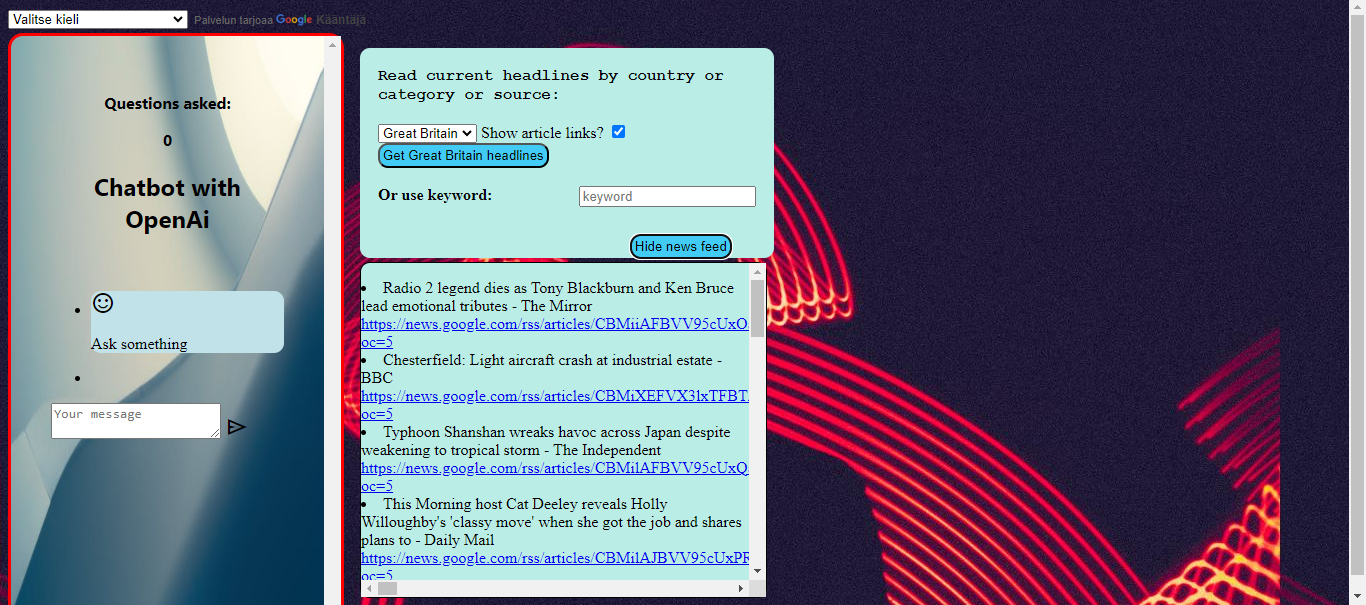 Valitse kieli
Palvelun tarjoaa Google Kääntäjä
Questions asked:
0
Chatbot with
OpenAi
Ask something
Your message
Read current headlines by country or
category or source:
Great Britain Show article links?
Get Great Britain headlines
Or use keyword: keyword
Hide news feed
Radio 2 legend dies as Tony Blackburn and Ken Bruce
lead emotional tributes - The Mirror
https://news.google.com/rss/articles/CBMiiAFBVV95cUxO
oc=5
Chesterfield: Light aircraft crash at industrial estate -
BBC
https://news.google.com/rss/articles/CBMiXEFVX3lxTFBT
oc=5
Typhoon Shanshan wreaks havoc across Japan despite
weakening to tropical storm - The Independent
https://news.google.com/rss/articles/CBMilAFBVV95cUxQ
oc=5
This Morning host Cat Deeley reveals Holly
Willoughby's 'classy move' when she got the job and shares
plans to - Daily Mail
https://news.google.com/rss/articles/CBMilAJBVV95cUxPR
oc=5